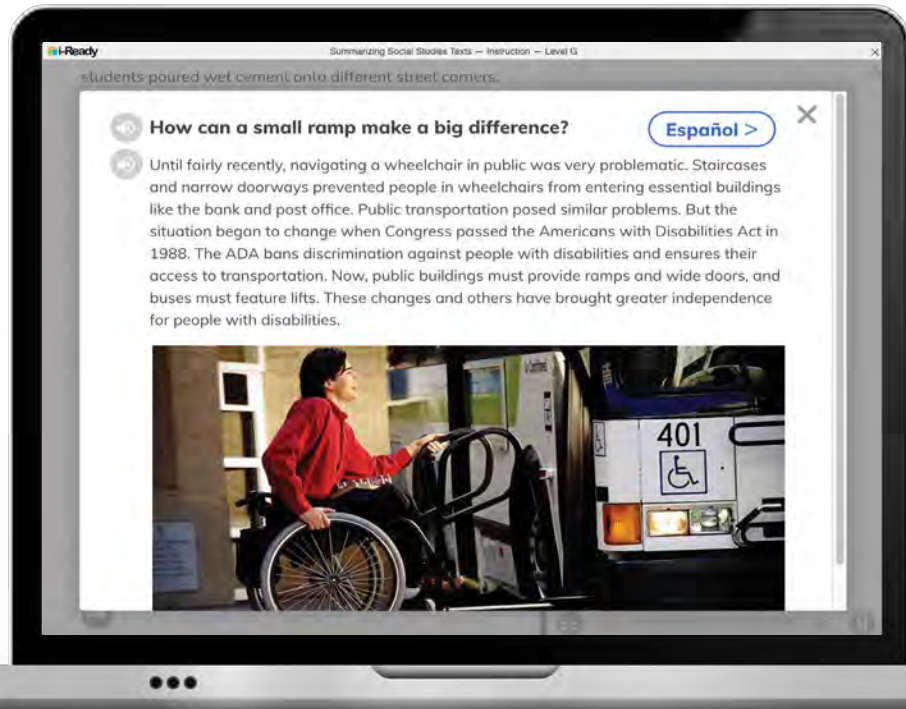 i-Ready
Summarizing Social Studies Texts — Instruction — Level G
students poured wet cement onto different street corners.
How can a small ramp make a big difference?
Español >
Until fairly recently, navigating a wheelchair in public was very problematic. Staircases
and narrow doorways prevented people in wheelchairs from entering essential buildings
like the bank and post office. Public transportation posed similar problems. But the
situation began to change when Congress passed the Americans with Disabilities Act in
1988. The ADA bans discrimination against people with disabilities and ensures their
access to transportation. Now, public buildings must provide ramps and wide doors, and
buses must feature lifts. These changes and others have brought greater independence
for people with disabilities.
401